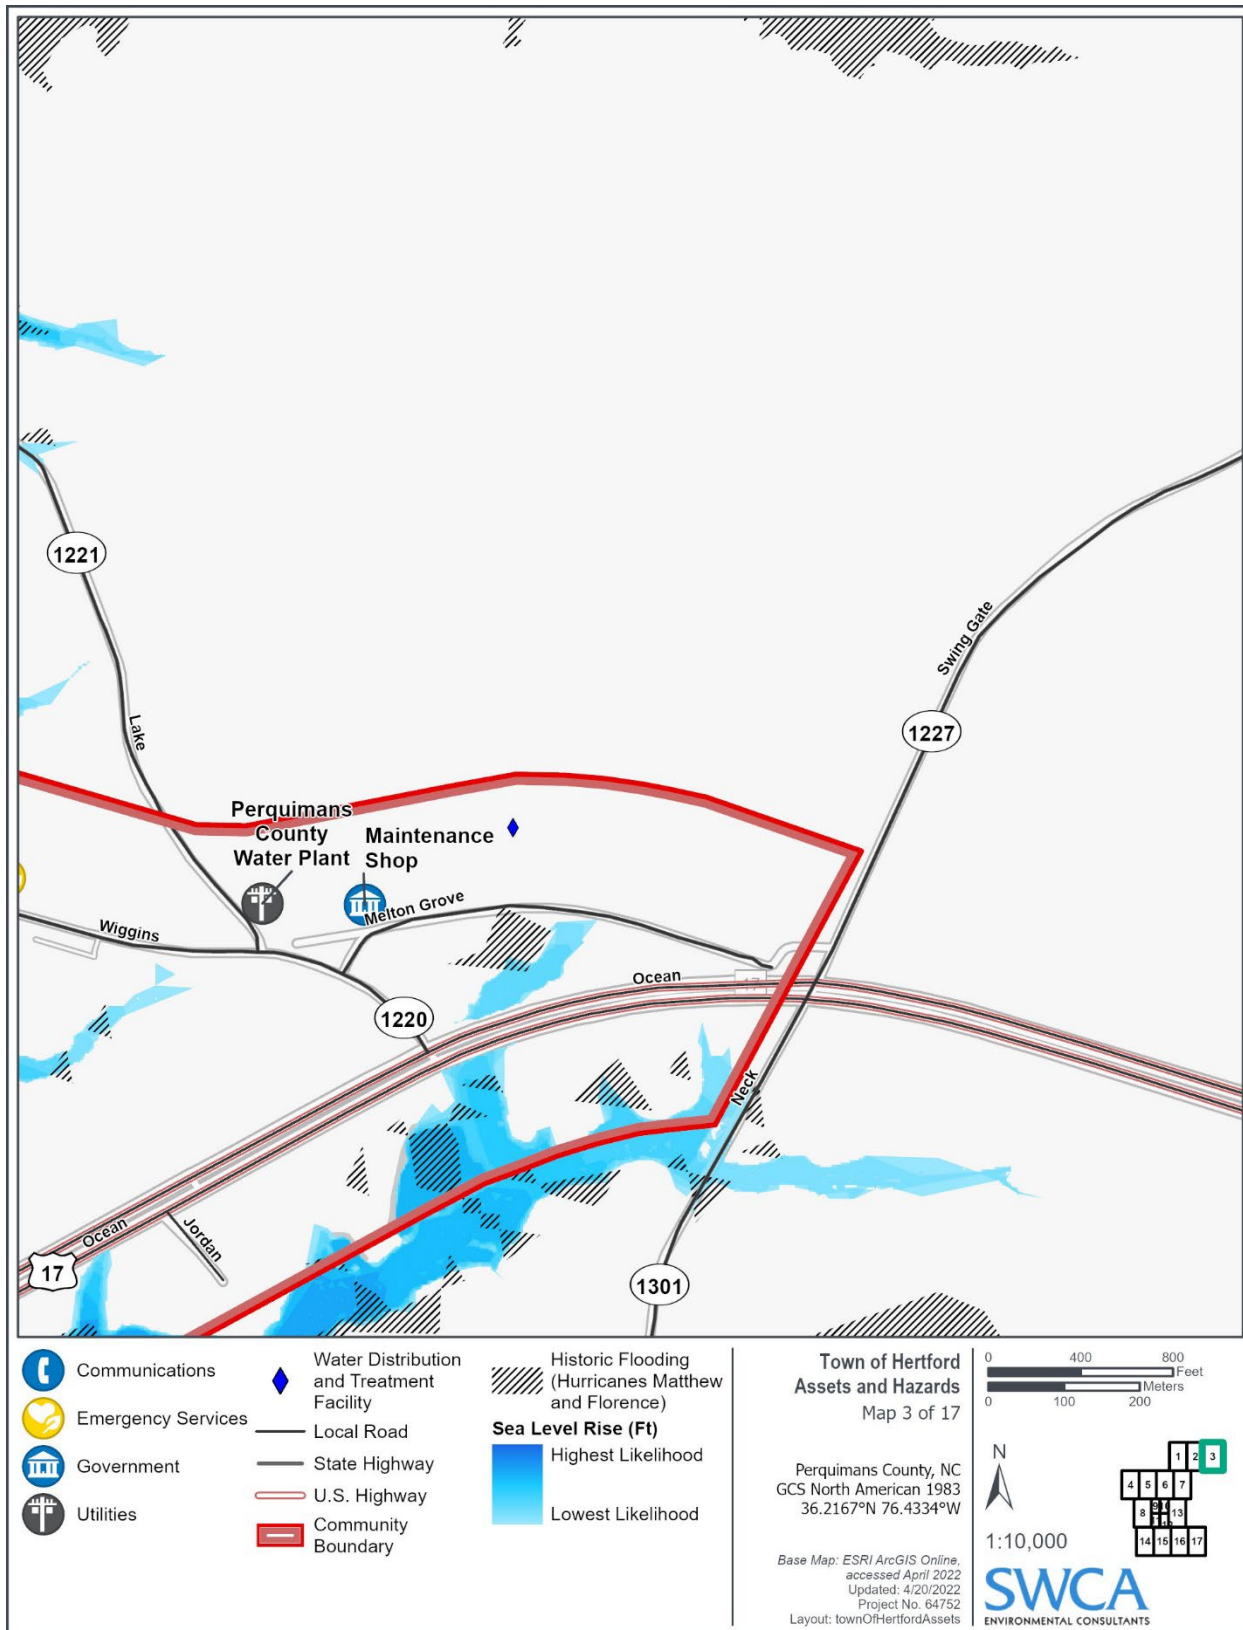 1221
Swing Gate
1227
Lake
Perquimans
County
Water Plant
Maintenance
Shop
Melton Grove
Wiggins
Ocean
17
1220
Neck
Ocean
Jordan
17
1301
Communications
Emergency Services
Government
Utilities
Water Distribution
and Treatment
Facility
Local Road
State Highway
U.S. Highway
Community
Boundary
Historic Flooding
(Hurricanes Matthew
and Florence)
Sea Level Rise (Ft)
Highest Likelihood
Lowest Likelihood
Town of Hertford
Assets and Hazards
Map 3 of 17
Perquimans County, NC
GCS North American 1983
36.2167°N 76.4334°W
Base Map: ESRI ArcGIS Online,
accessed April 2022
Updated: 4/20/2022
Project No. 64752
Layout: townOfHertfordAssets
0 400 800
Feet
Meters
0 100 200
N
1:10,000
1 2 3
4 5 6 7
8 13
14 15 16 17
SWCA
ENVIRONMENTAL CONSULTANTS